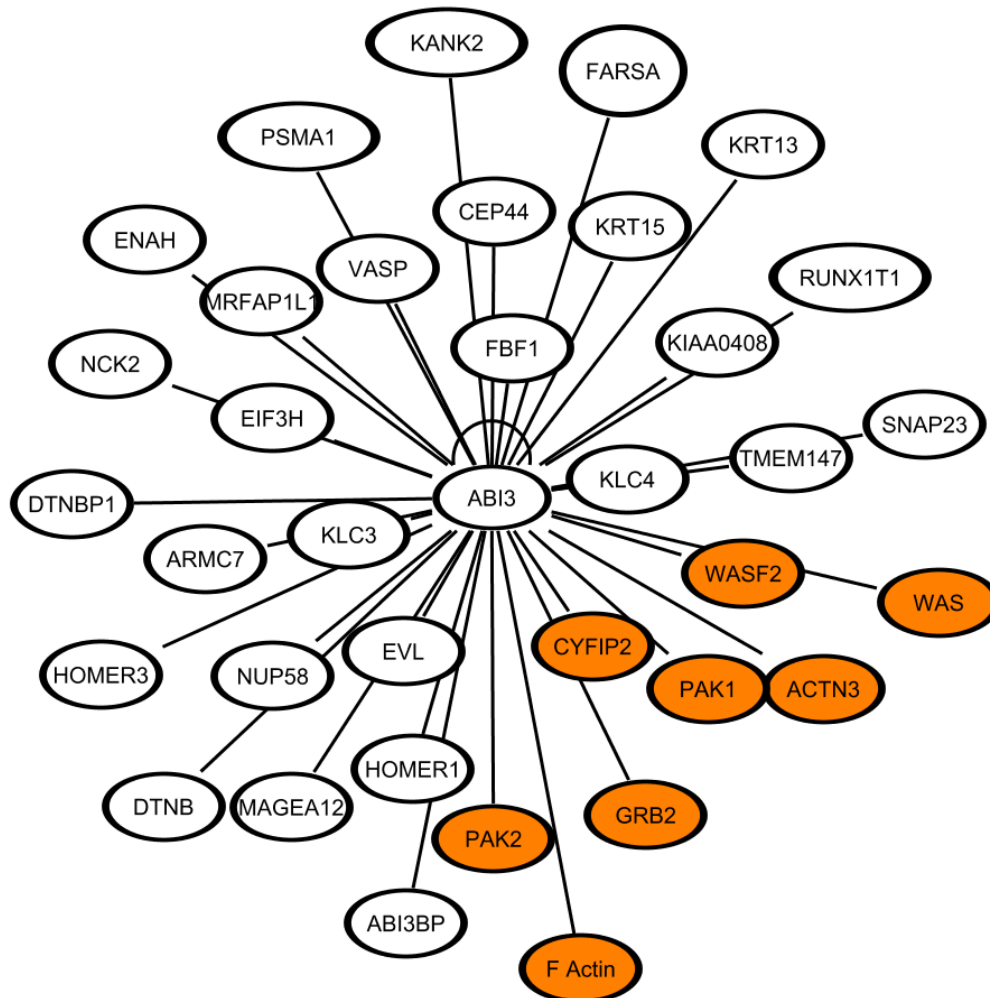 KANK2
FARSA
PSMA1
KRT13
CEP44
KRT15
ENAH
VASP
RUNX1T1
MRFAP1L1
KIAA0408
FBF1
NCK2
EIF3H
SNAP23
TMEM147
KLC4
ABI3
DTNBP1
KLC3
ARMC7
WASF2
WAS
CYFIP2
EVL
HOMER3
NUP58
PAK1
ACTN3
HOMER1
DTNB
MAGEA12
GRB2
PAK2
ABI3BP
F Actin